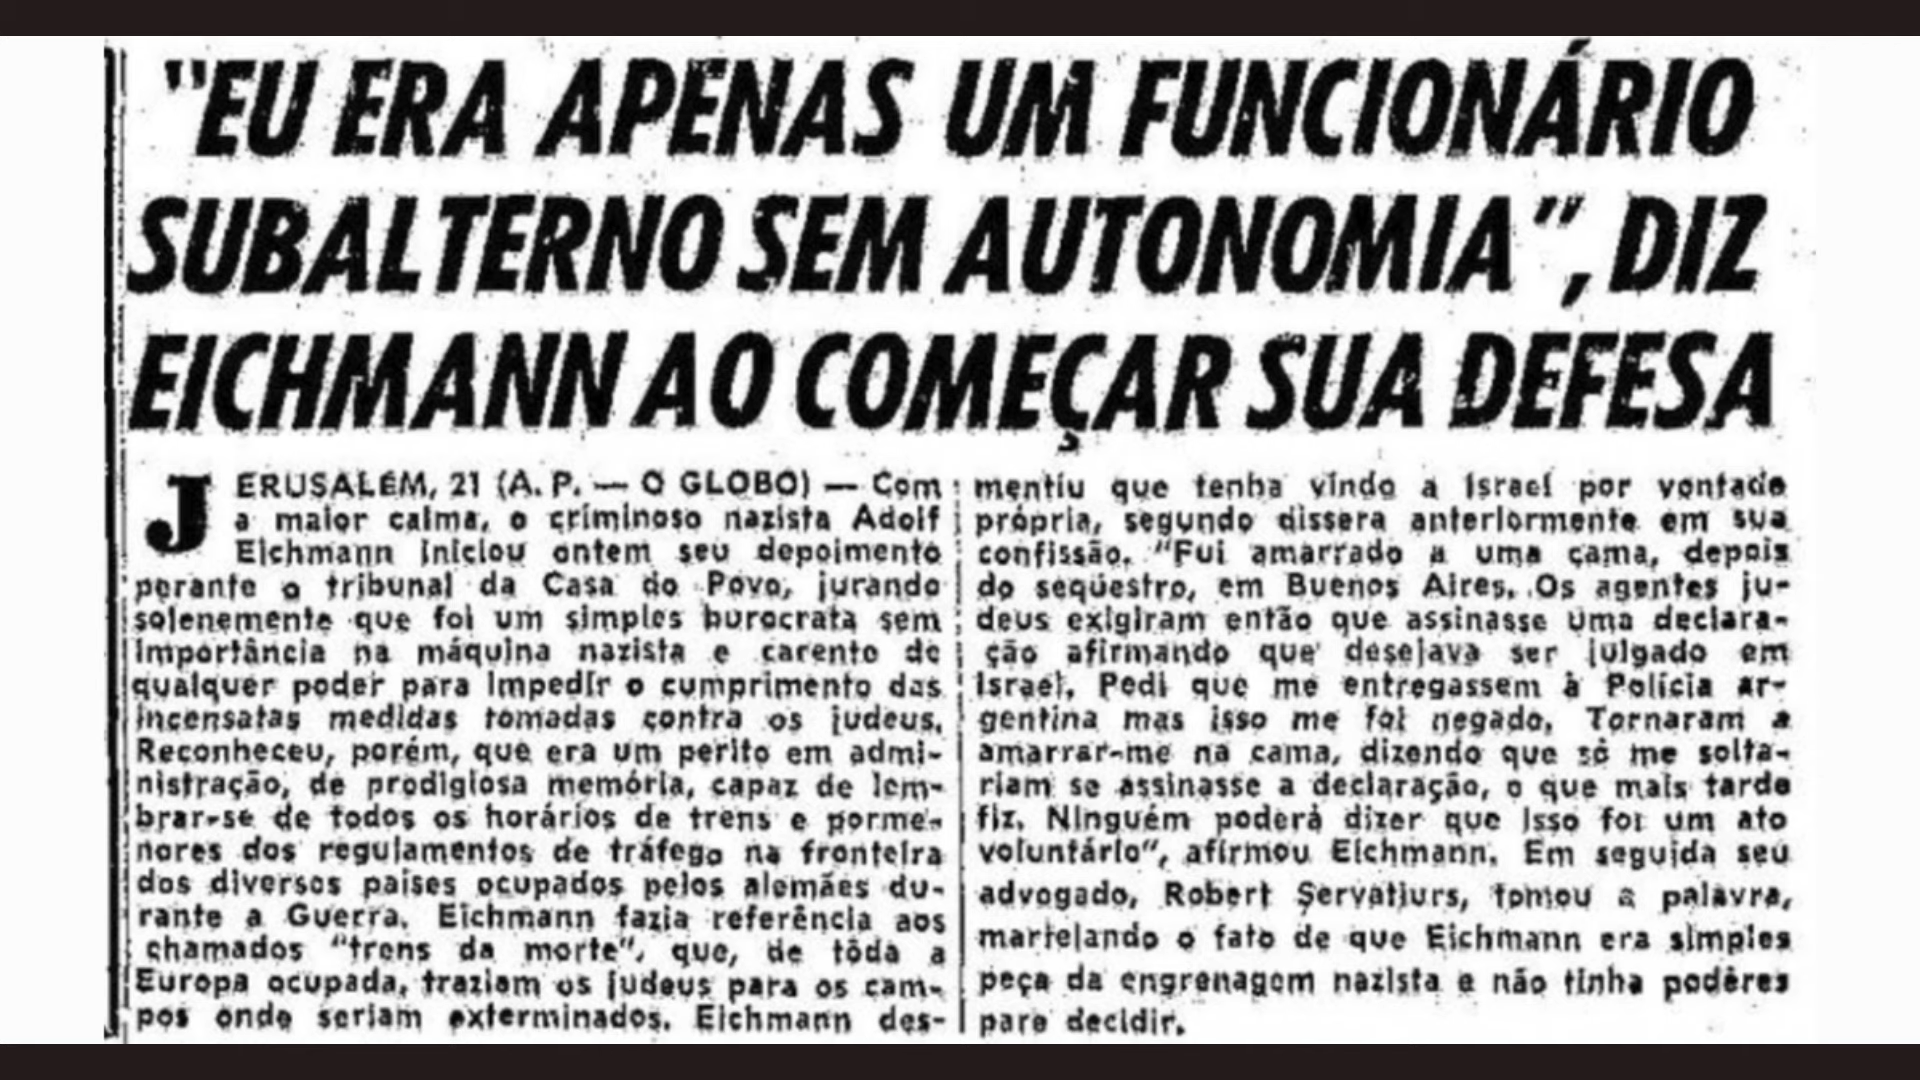 "EU ERA APENAS UM FUNCIONÁRIO
SUBALTERNO SEM AUTONOMIA", DIZ
EICHMANN AO COMEÇAR SUA DEFESA
JERUSALÉM, 21 (A. P. — O GLOBO) — Com
a maior calma, o criminoso nazista Adolf
Eichmann iniciou ontem seu depoimento
perante o tribunal da Casa do Povo, jurando
solenemente que foi um simples burocrata sem
importância na máquina nazista e carente de
qualquer poder para impedir o cumprimento das
incensatas medidas tomadas contra os judeus.
Reconheceu, porém, que era um perito em admi-
nistração, de prodigiosa memória, capaz de lem-
brar-se de todos os horários de trens e porme-
nores dos regulamentos de tráfego na fronteira
dos diversos países ocupados pelos alemães du-
rante a Guerra. Eichmann fazia referência aos
chamados "trens da morte", que, de tôda a
Europa ocupada, traziam os judeus para os cam-
pos onde seriam exterminados. Eichmann des-
mentiu que tenha vindo a Israel por vontade
própria, segundo dissera anteriormente em sua
confissão. "Fui amarrado a uma cama, depois
do seqüestro, em Buenos Aires. Os agentes ju-
deus exigiram então que assinasse uma declara-
ção afirmando que desejava ser julgado em
Israel. Pedi que me entregassem à Polícia ar-
gentina mas isso me foi negado. Tornaram a
amarrar-me na cama, dizendo que só me solta-
riam se assinasse a declaração, o que mais tarde
fiz. Ninguém poderá dizer que isso foi um ato
voluntário", afirmou Eichmann. Em seguida seu
advogado, Robert Servatiurs, tomou a palavra,
martelando o fato de que Eichmann era simples
peça da engrenagem nazista e não tinha podêres
para decidir.